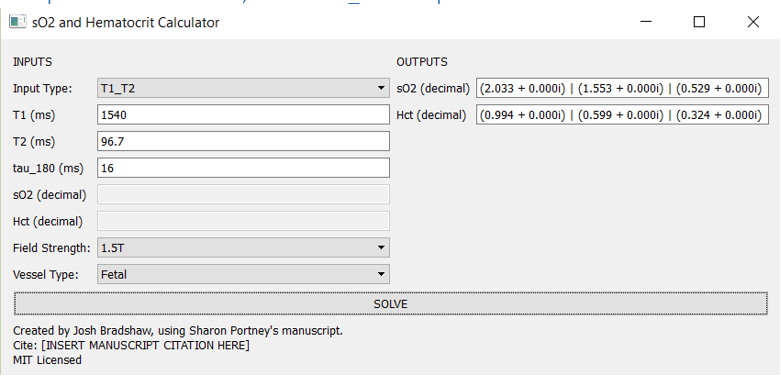 sO2 and Hematocrit Calculator
INPUTS
OUTPUTS
Input Type: T1_T2
sO2 (decimal) (2.033 + 0.000i) | (1.553 + 0.000i) | (0.529 + 0.000i)
T1 (ms) 1540
Hct (decimal) (0.994 + 0.000i) | (0.599 + 0.000i) | (0.324 + 0.000i)
T2 (ms) 96.7
tau_180 (ms) 16
sO2 (decimal)
Hct (decimal)
Field Strength: 1.5T
Vessel Type: Fetal
SOLVE
Created by Josh Bradshaw, using Sharon Portney's manuscript.
Cite: [INSERT MANUSCRIPT CITATION HERE]
MIT Licensed